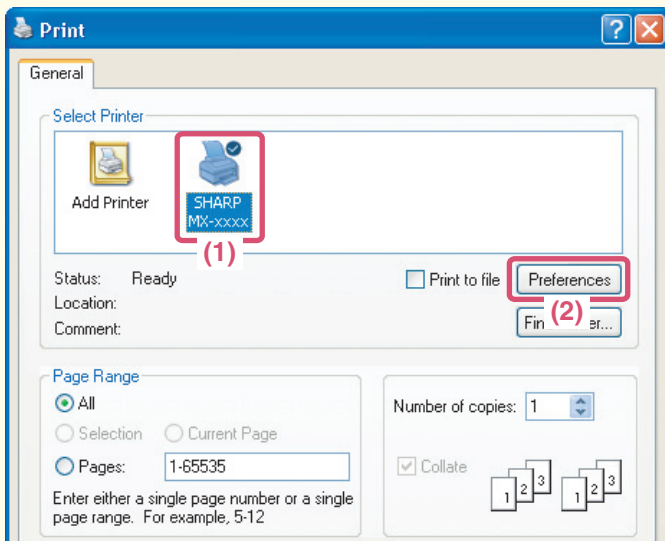 Print
General
Select Printer
Add Printer
SHARP
MX-xxxx
(1)
Status: Ready
Print to file
Preferences
Location:
(2)
Comment:
Page Range
All
Selection
Current Page
Pages:
1-65535
Enter either a single page number or a single
page range. For example, 5-12
Number of copies: 1
Collate
1 2 3
1 2 3